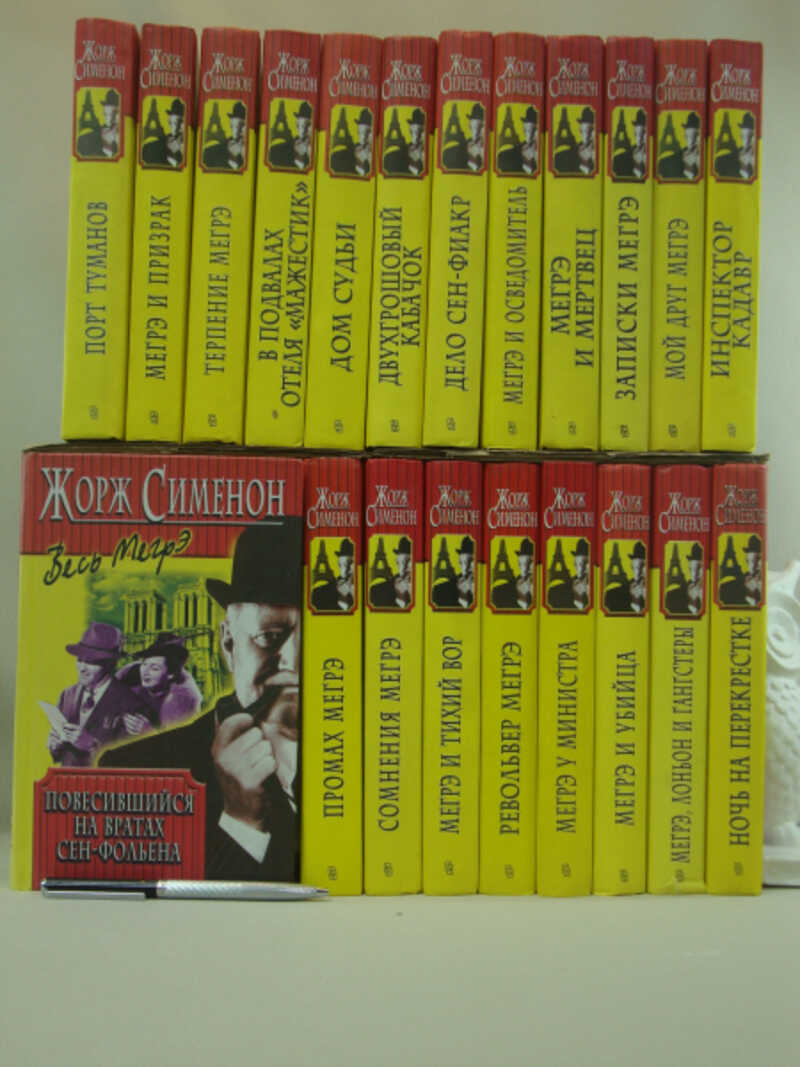 ЖОРЖ
СИМЕНОН
ПОРТ ТУМАНОВ
ЖОРЖ
СИМЕНОН
МЕГРЭ И ПРИЗРАК
ЖОРЖ
СИМЕНОН
ТЕРПЕНИЕ МЕГРЭ
ЖОРЖ
СИМЕНОН
В ПОДВАЛАХ
ОТЕЛЯ «МАЖЕСТИК»
ЖОРЖ
СИМЕНОН
ДОМ СУДЬИ
ЖОРЖ
СИМЕНОН
ДВУХГРОШОВЫЙ
КАБАЧОК
ЖОРЖ
СИМЕНОН
ДЕЛО СЕН-ФИАКР
ЖОРЖ
СИМЕНОН
МЕГРЭ И ОСВЕДОМИТЕЛЬ
ЖОРЖ
СИМЕНОН
МЕГРЭ
И МЕРТВЕЦ
ЖОРЖ
СИМЕНОН
ЗАПИСКИ МЕГРЭ
ЖОРЖ
СИМЕНОН
МОЙ ДРУГ МЕГРЭ
ЖОРЖ
СИМЕНОН
ИНСПЕКТОР
КАДАВР
ЖОРЖ СИМЕНОН
Весь Мегрэ
ПОВЕСИВШИЙСЯ
НА ВРАТАХ
СЕН-ФОЛЬЕНА
ЖОРЖ
СИМЕНОН
ПРОМАХ МЕГРЭ
ЖОРЖ
СИМЕНОН
СОМНЕНИЯ МЕГРЭ
ЖОРЖ
СИМЕНОН
МЕГРЭ И ТИХИЙ ВОР
ЖОРЖ
СИМЕНОН
РЕВОЛЬВЕР МЕГРЭ
ЖОРЖ
СИМЕНОН
МЕГРЭ У МИНИСТРА
ЖОРЖ
СИМЕНОН
МЕГРЭ И УБИЙЦА
ЖОРЖ
СИМЕНОН
МЕГРЭ, ЛОНЬОН И ГАНГСТЕРЫ
ЖОРЖ
СИМЕНОН
НОЧЬ НА ПЕРЕКРЕСТКЕ